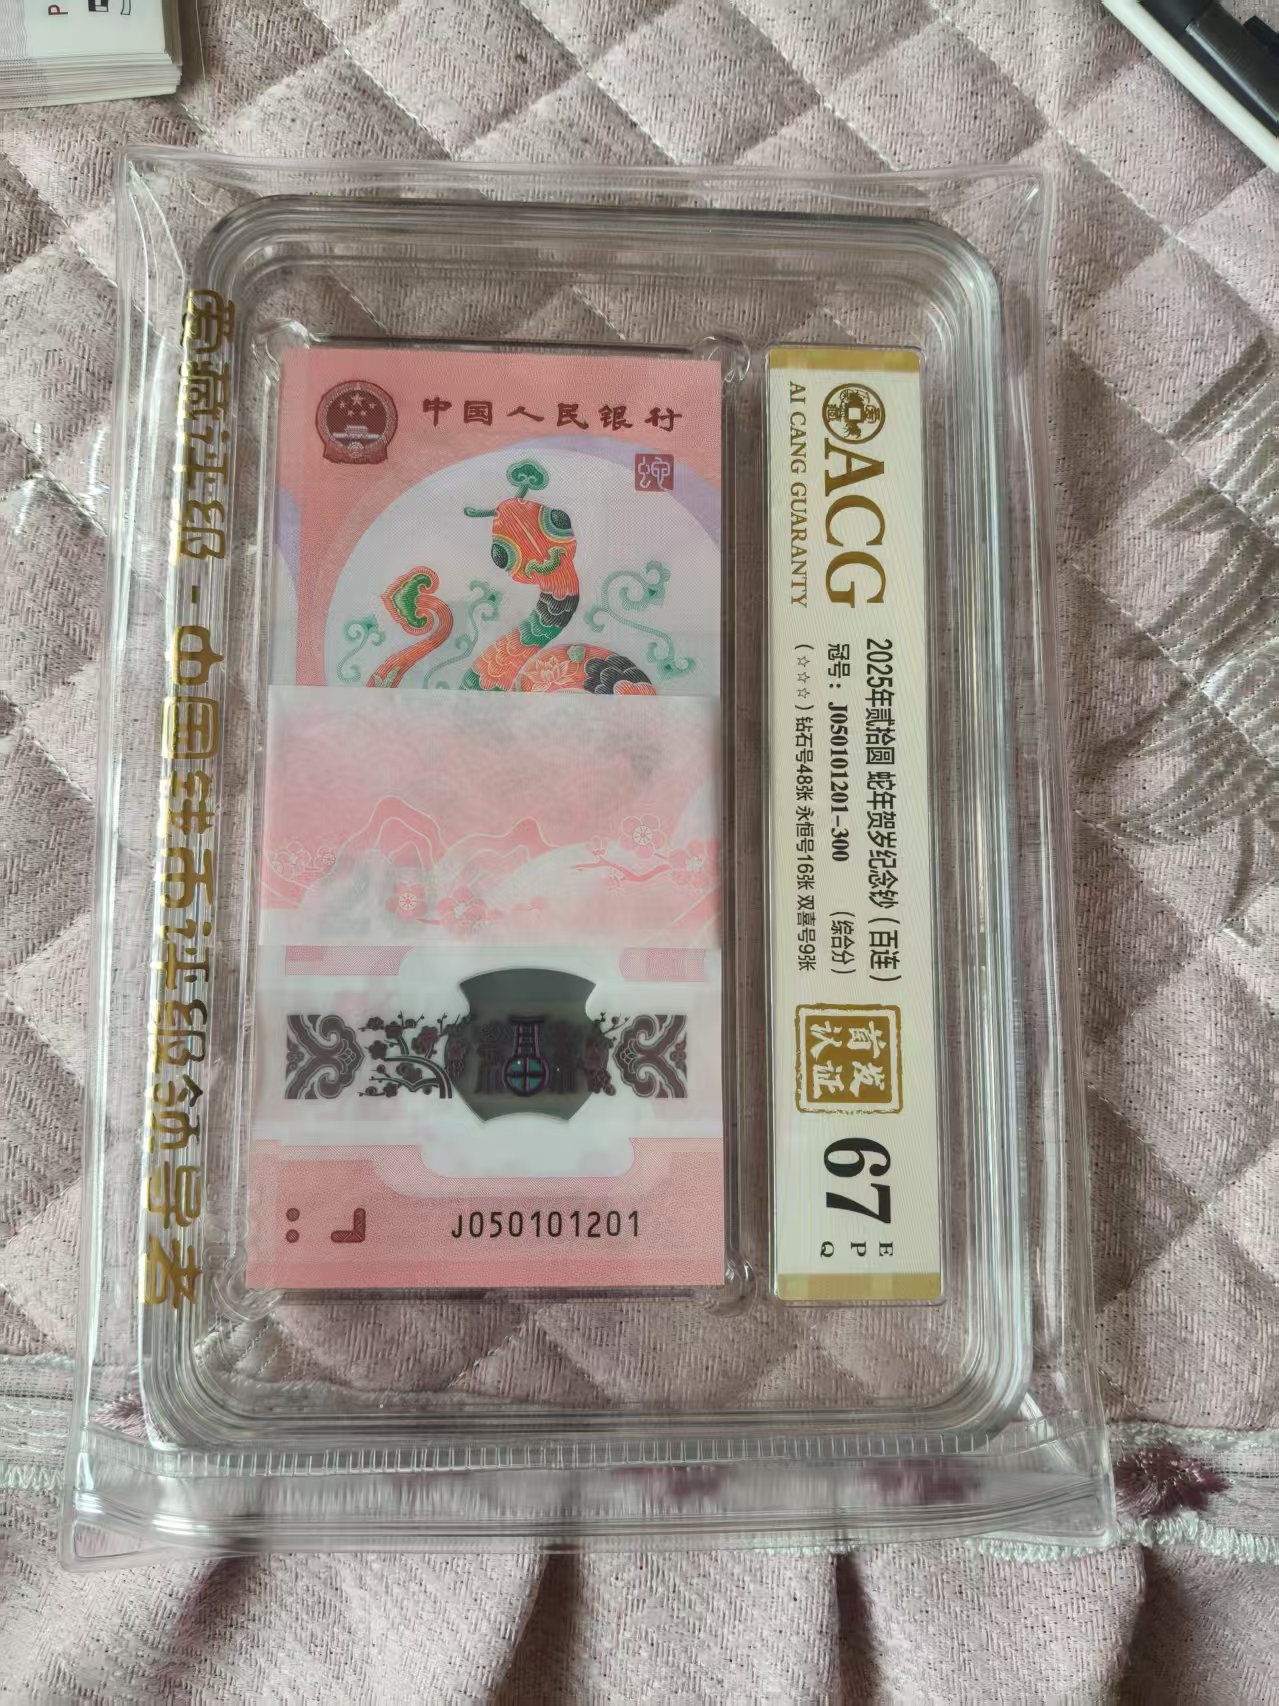 P
爱藏评级-中国钱币评级领导者
中国人民银行
蛇
J050101201
ACG
AI CANG GUARANTY
2025年贰拾圆 蛇年贺岁纪念钞（百连）
冠号：J050101201-300 （综合分）
(☆☆☆) 钻石号48张 永恒号16张 双喜号9张
首发
认证
67
E
P
Q